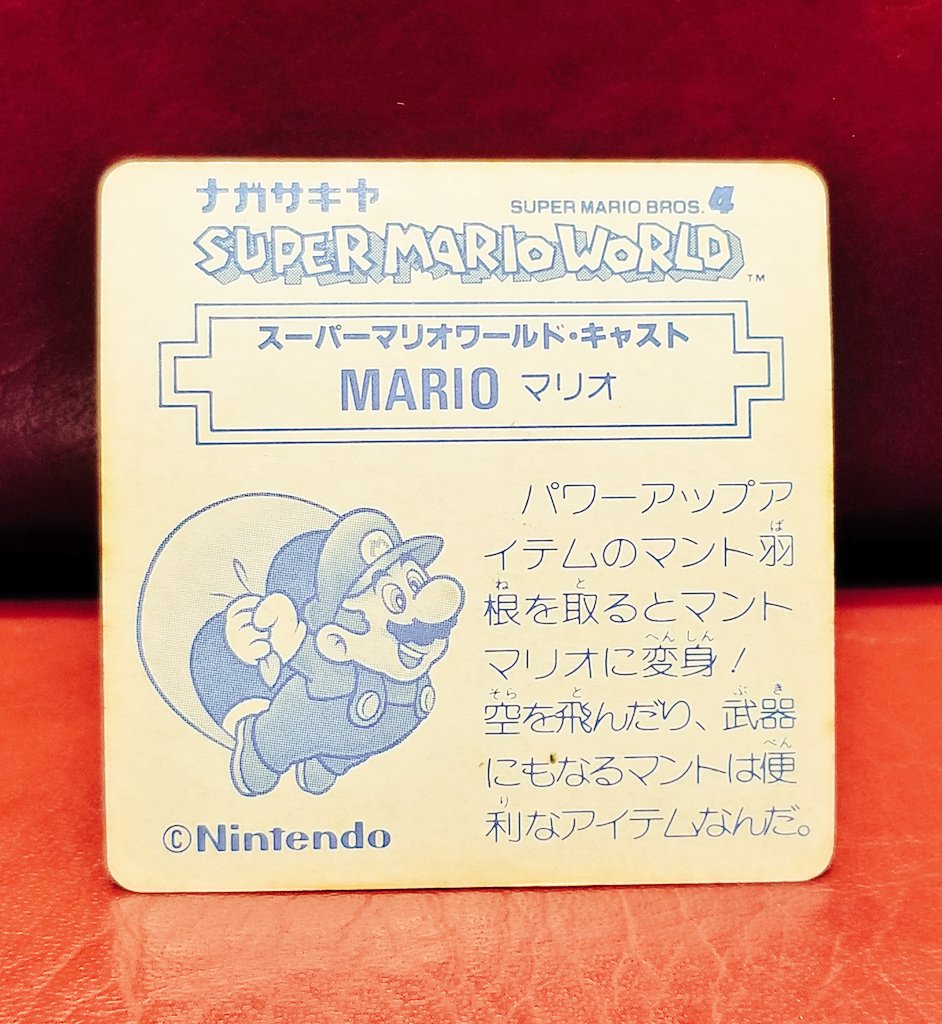 ナガサキヤ
SUPER MARIO BROS. 4
SUPER MARIO WORLD
TM
スーパーマリオワールド・キャスト
MARIO マリオ
パワーアップア
イテムのマント羽
根を取るとマント
マリオに変身!
空を飛んだり、武器
にもなるマントは便
利なアイテムなんだ。
©Nintendo